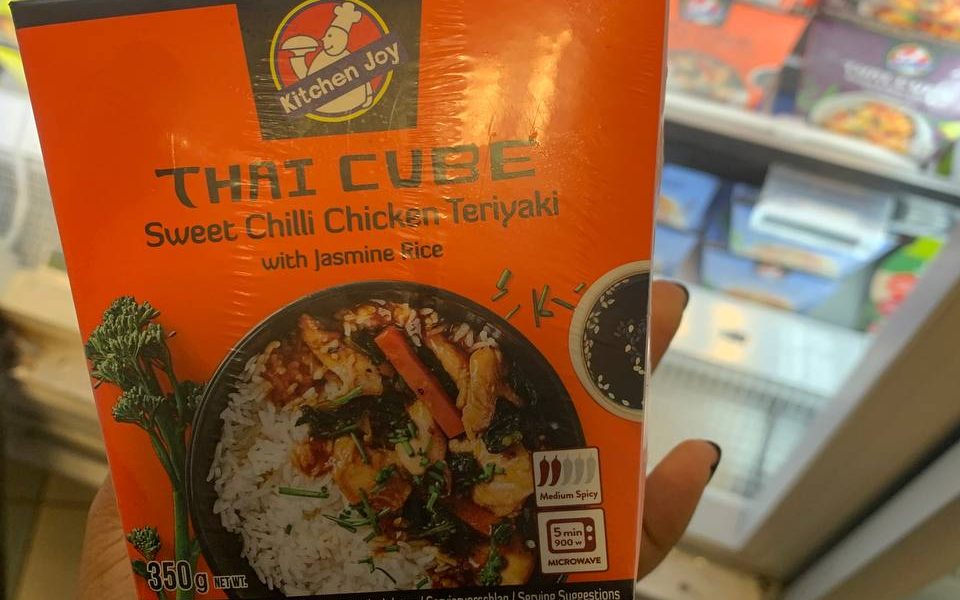 Kitchen Joy
THAI CUBE
Sweet Chilli Chicken Teriyaki
with Jasmine Rice
Medium Spicy
5 min
900 w
MICROWAVE
350g NET WT.
/ Serviervorschlag / Serving Suggestions